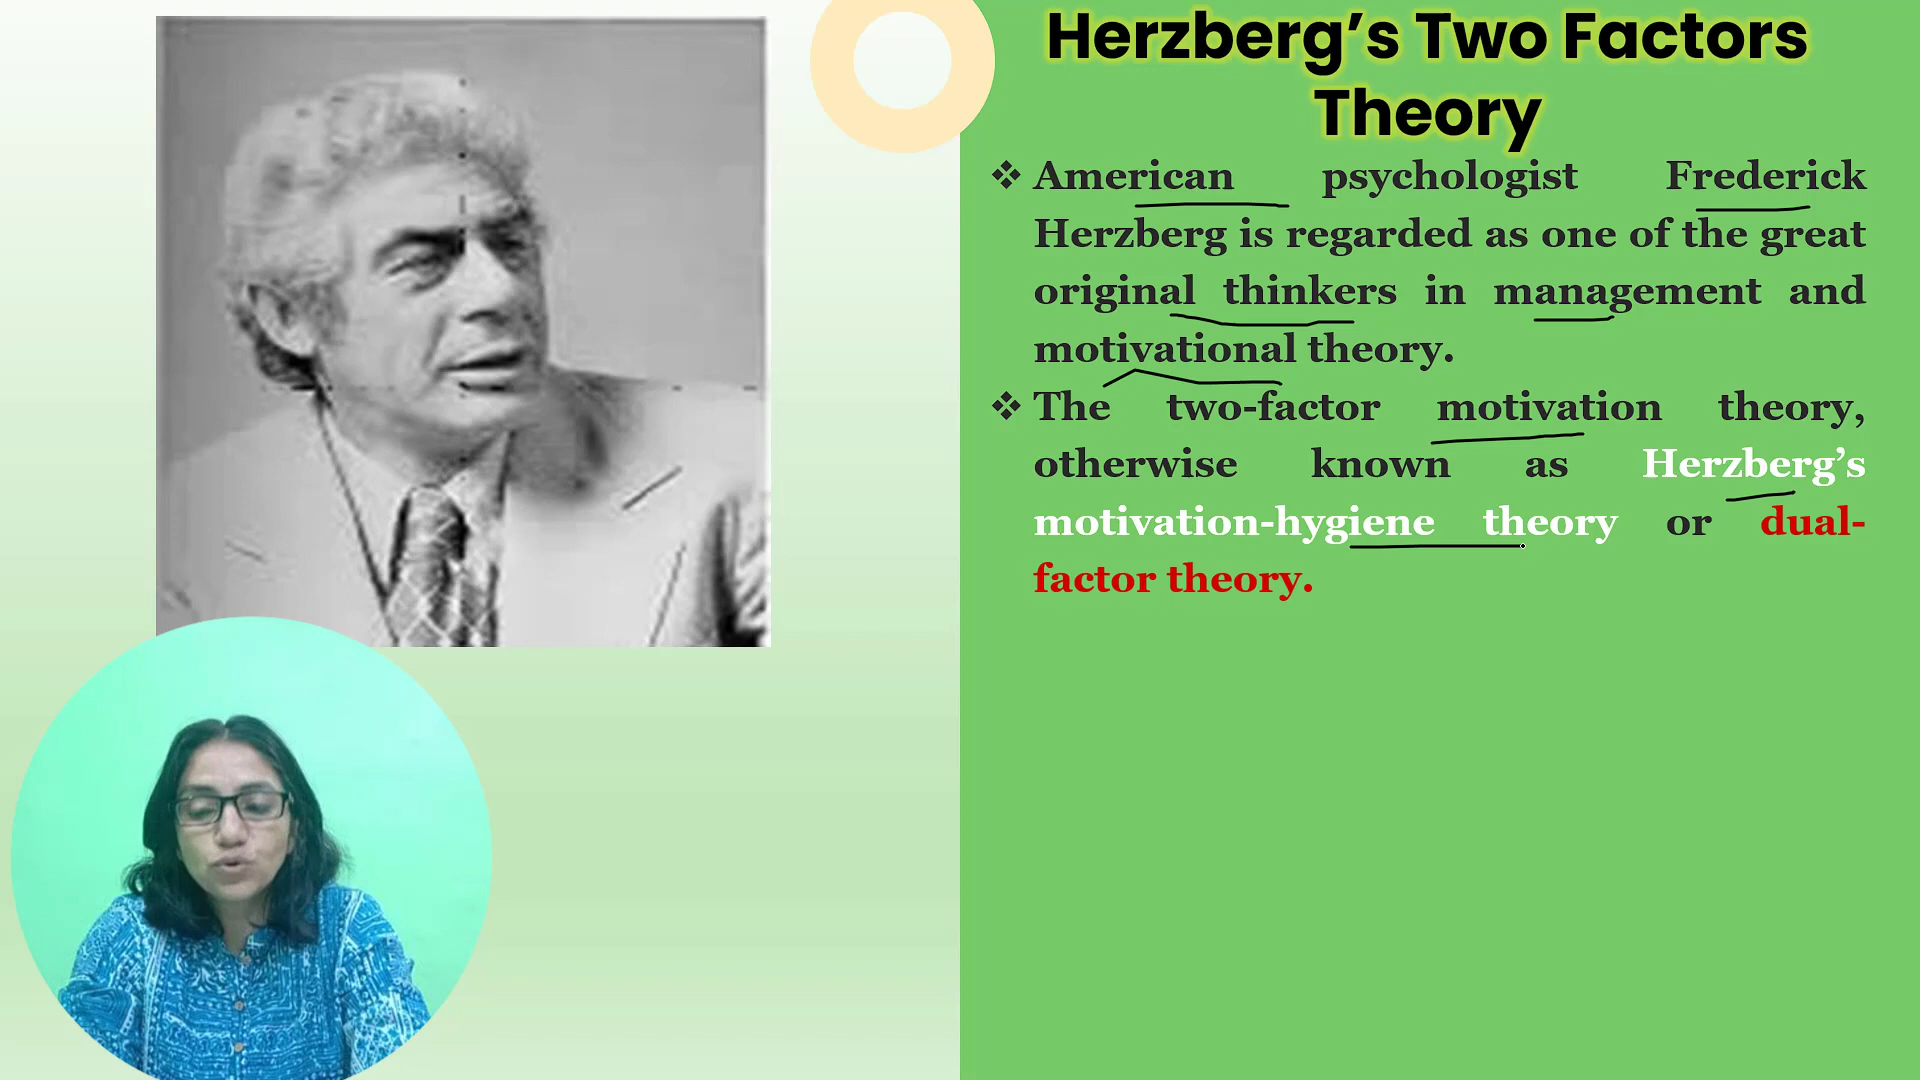 Herzberg’s Two Factors
Theory
❖ American psychologist Frederick
Herzberg is regarded as one of the great
original thinkers in management and
motivational theory.
❖ The two-factor motivation theory,
otherwise known as Herzberg’s
motivation-hygiene theory or dual-
factor theory.